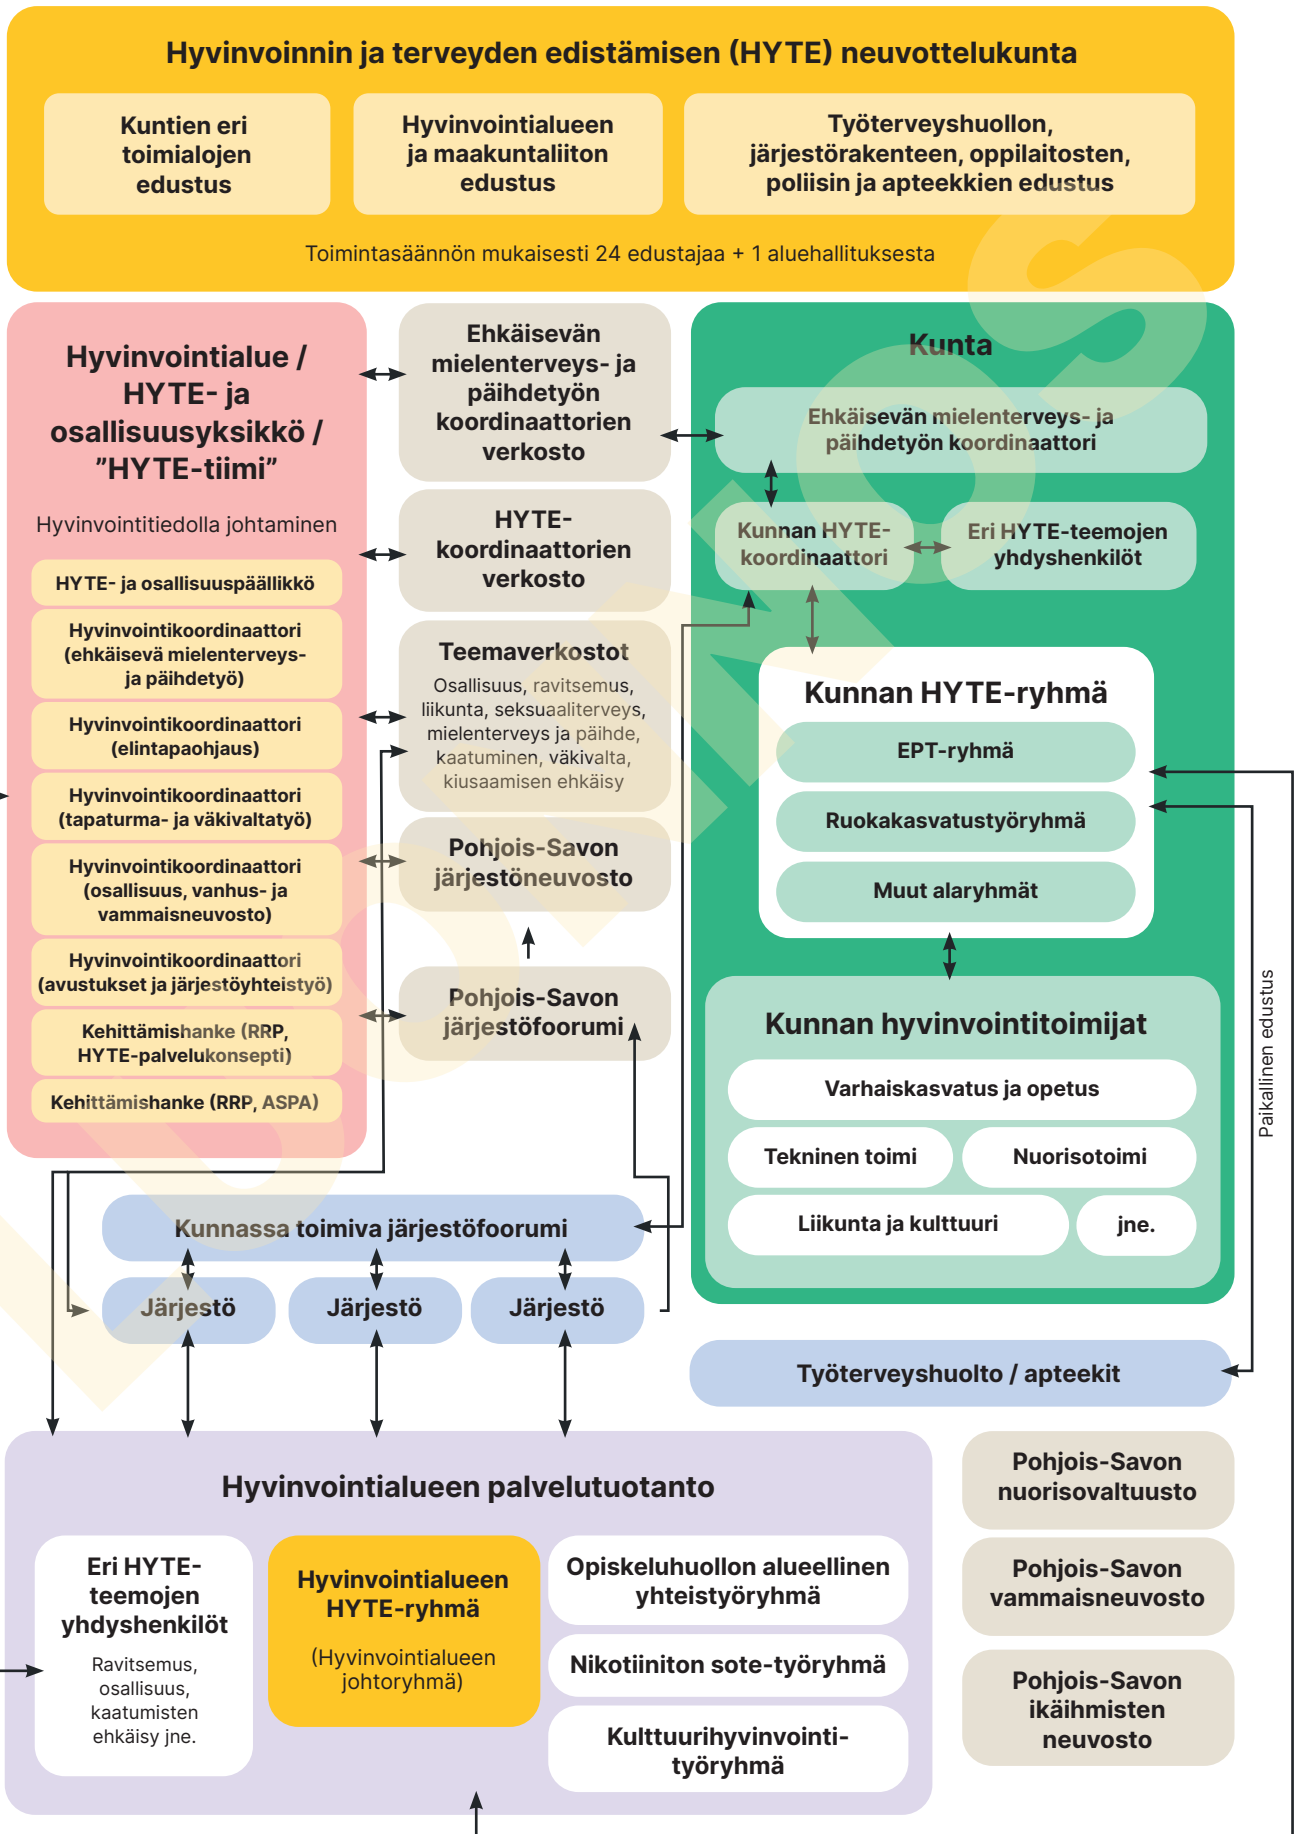 Hyvinvoinnin ja terveyden edistämisen (HYTE) neuvottelukunta
Kuntien eri
toimialojen
edustus
Hyvinvointialueen
ja maakuntaliiton
edustus
Työterveyshuollon,
järjestörakenteen, oppilaitosten,
poliisin ja apteekkien edustus
Toimintasäännön mukaisesti 24 edustajaa + 1 aluehallituksesta
Hyvinvointialue /
HYTE- ja
osallisuusyksikkö /
”HYTE-tiimi”
Hyvinvointitiedolla johtaminen
HYTE- ja osallisuuspäällikkö
Hyvinvointikoordinaattori
(ehkäisevä mielenterveys-
ja päihdetyö)
Hyvinvointikoordinaattori
(elintapaohjaus)
Hyvinvointikoordinaattori
(tapaturma- ja väkivaltatyö)
Hyvinvointikoordinaattori
(osallisuus, vanhus- ja
vammaisneuvosto)
Hyvinvointikoordinaattori
(avustukset ja järjestöyhteistyö)
Kehittämishanke (RRP,
HYTE-palvelukonsepti)
Kehittämishanke (RRP, ASPA)
Ehkäisevän
mielenterveys- ja
päihdetyön
koordinaattorien
verkosto
HYTE-
koordinaattorien
verkosto
Teemaverkostot
Osallisuus, ravitsemus,
liikunta, seksuaaliterveys,
mielenterveys ja päihde,
kaatuminen, väkivalta,
kiusaamisen ehkäisy
Pohjois-Savon
järjestöneuvosto
Pohjois-Savon
järjestöfoorumi
Kunta
Ehkäisevän mielenterveys- ja
päihdetyön koordinaattori
Kunnan HYTE-
koordinaattori
Eri HYTE-teemojen
yhdyshenkilöt
Kunnan HYTE-ryhmä
EPT-ryhmä
Ruokakasvatustyöryhmä
Muut alaryhmät
Kunnan hyvinvointitoimijat
Varhaiskasvatus ja opetus
Tekninen toimi
Nuorisotoimi
Liikunta ja kulttuuri
jne.
Paikallinen edustus
Kunnassa toimiva järjestöfoorumi
Järjestö
Järjestö
Järjestö
Työterveyshuolto / apteekit
Hyvinvointialueen palvelutuotanto
Eri HYTE-
teemojen
yhdyshenkilöt
Ravitsemus,
osallisuus,
kaatumisten
ehkäisy jne.
Hyvinvointialueen
HYTE-ryhmä
(Hyvinvointialueen
johtoryhmä)
Opiskeluhuollon alueellinen
yhteistyöryhmä
Nikotiiniton sote-työryhmä
Kulttuurihyvinvointi-
työryhmä
Pohjois-Savon
nuorisovaltuusto
Pohjois-Savon
vammaisneuvosto
Pohjois-Savon
ikäihmisten
neuvosto
LUONNOS